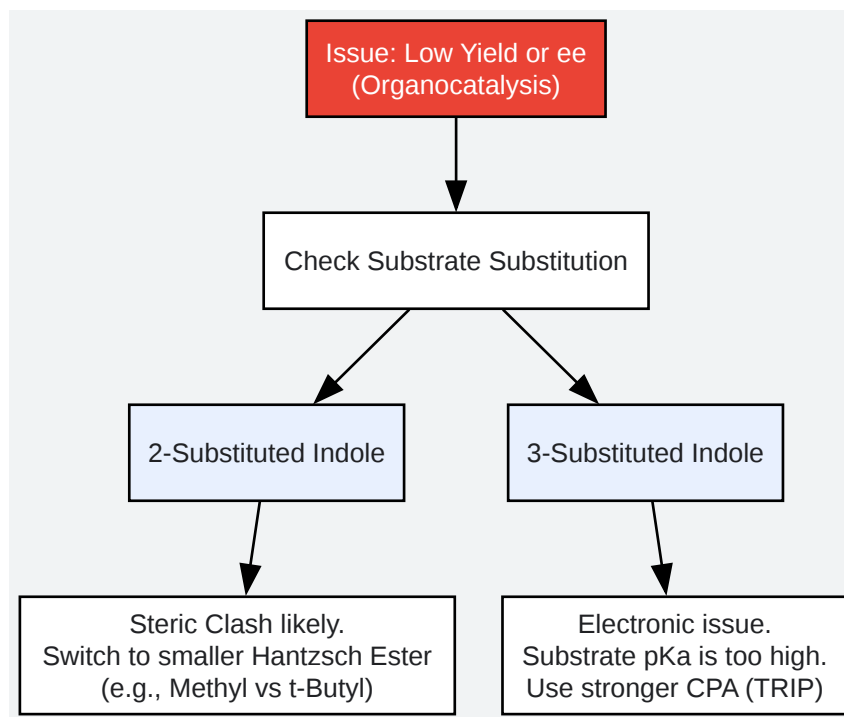 Issue: Low Yield or ee
(Organocatalysis)
Check Substrate Substitution
2-Substituted Indole
3-Substituted Indole
Steric Clash likely.
Switch to smaller Hantzsch Ester
(e.g., Methyl vs t-Butyl)
Electronic issue.
Substrate pKa is too high.
Use stronger CPA (TRIP)